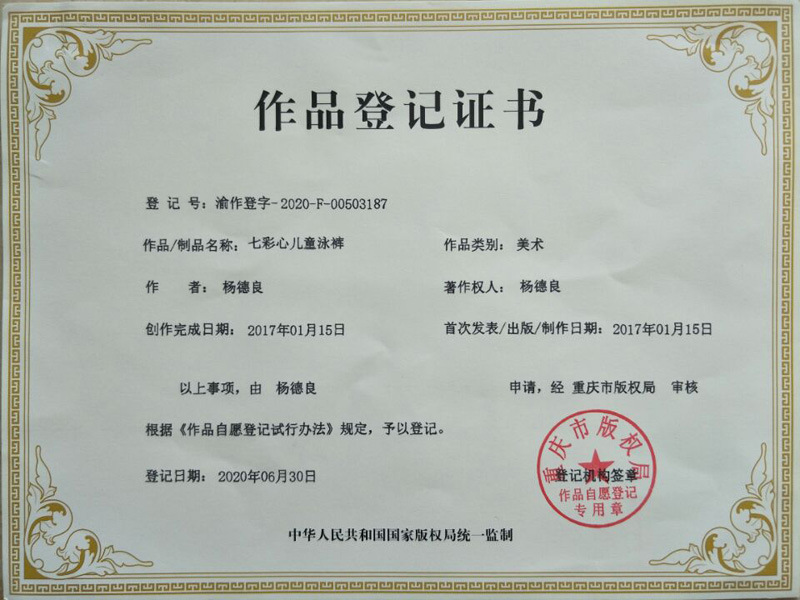 作品登记证书
登 记 号：渝作登字-2020-F-00503187
作品/制品名称：七彩心儿童泳裤 作品类别：美术
作 者：杨德良 著作权人：杨德良
创作完成日期：2017年01月15日 首次发表/出版/制作日期：2017年01月15日
以上事项，由 杨德良 申请，经 重庆市版权局 审核
根据《作品自愿登记试行办法》规定，予以登记。
登记日期：2020年06月30日
重庆市版权局
登记机构签章
作品自愿登记
专用章
中华人民共和国国家版权局统一监制